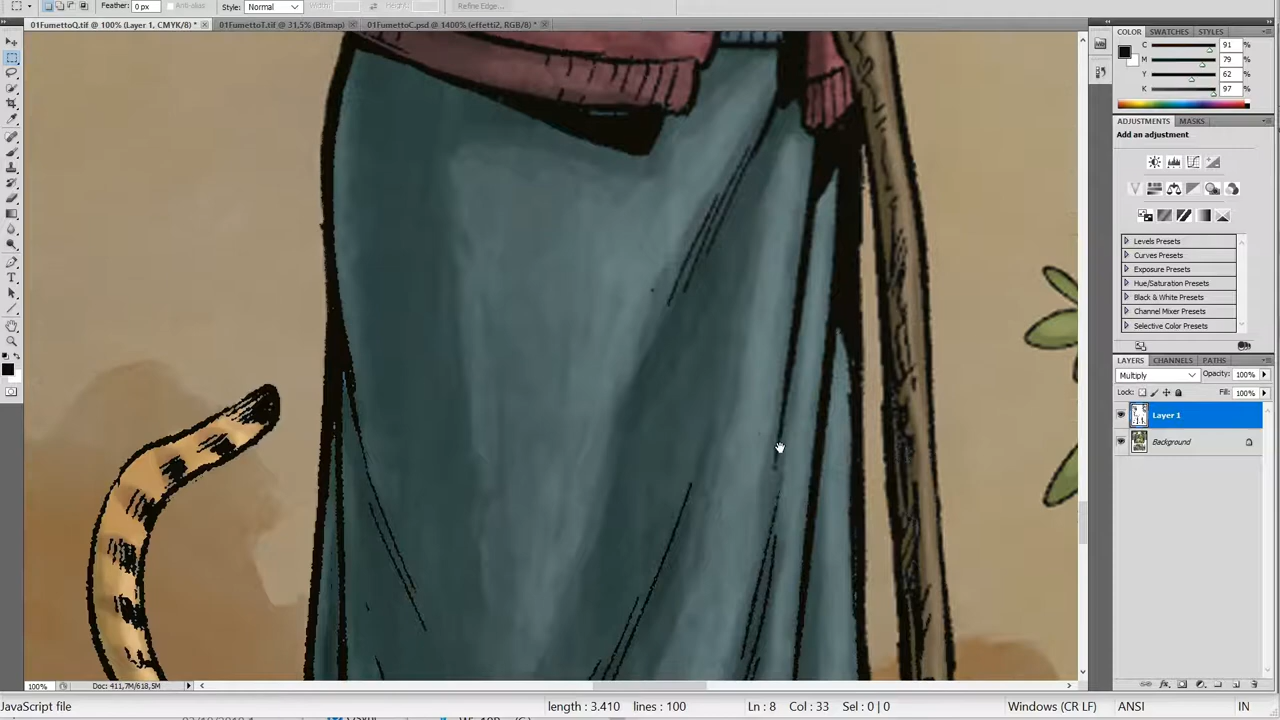 Feather: 0 px Anti-alias Style: Normal Width: Height: Refine Edge...
01FumettoQ.tif @ 100% (Layer 1, CMYK/8) * 01FumettoT.tif @ 31,5% (Bitmap) 01FumettoC.psd @ 1400% (effetti2, RGB/8) *
COLOR SWATCHES STYLES
C 91 %
M 79 %
Y 62 %
K 97 %
ADJUSTMENTS MASKS
Add an adjustment
Levels Presets
Curves Presets
Exposure Presets
Hue/Saturation Presets
Black & White Presets
Channel Mixer Presets
Selective Color Presets
LAYERS CHANNELS PATHS
Multiply Opacity: 100%
Lock: Fill: 100%
Layer 1
Background
100% Doc: 411,7M/618,5M
JavaScript file length : 3.410 lines : 100 Ln : 8 Col : 33 Sel : 0 | 0 Windows (CR LF) ANSI IN